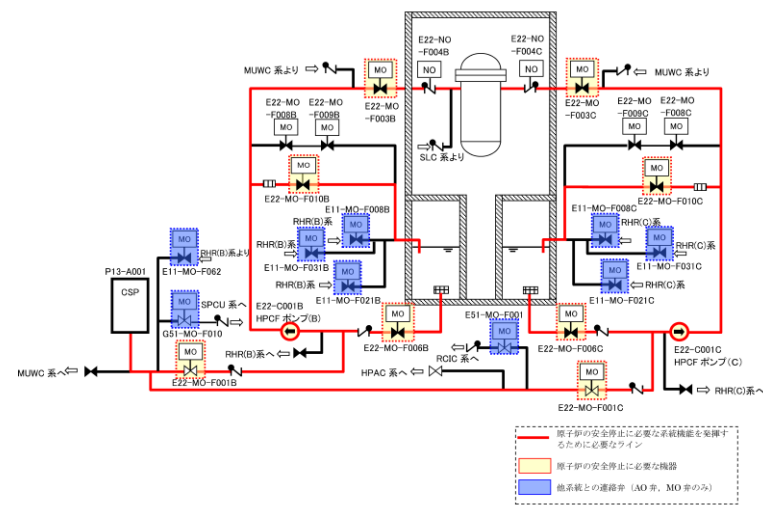 E22-NO
-F004B
E22-NO
-F004C
MUWC 系より
MO
NO
NO
MO
MUWC 系より
E22-MO
-F003B
E22-MO
-F003C
E22-MO
-F008B
E22-MO
-F009B
E22-MO
-F009C
E22-MO
-F008C
MO
MO
MO
MO
SLC 系より
MO
E22-MO-F010B
MO
E22-MO-F010C
E11-MO-F008B
E11-MO-F008C
RHR(B)系
MO
MO
RHR(C)系
RHR(B)系
MO
MO
RHR(C)系
E11-MO-F031B
E11-MO-F031C
RHR(B)系
MO
MO
RHR(C)系
E11-MO-F021B
E11-MO-F021C
MO
RHR(B)系より
E11-MO-F062
P13-A001
CSP
MO
SPCU 系へ
G51-MO-F010
E22-C001B
HPCF ポンプ(B)
MO
E22-MO-F006B
E51-MO-F001
MO
RCIC
系へ
MO
E22-MO-F006C
E22-C001C
HPCF ポンプ(C)
RHR(B)系へ
MUWC 系へ
MO
E22-MO-F001B
HPAC 系へ
MO
E22-MO-F001C
RHR(C)系へ
原子炉の安全停止に必要な系統機能を発揮す
るために必要なライン
原子炉の安全停止に必要な機器
他系統との連絡弁（AO 弁，MO 弁のみ）